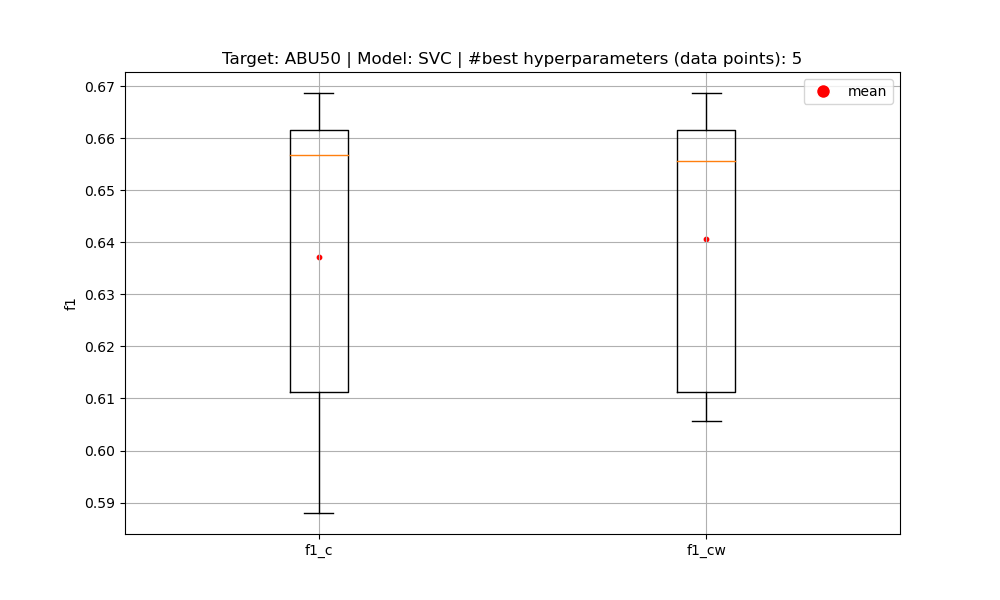 Target: ABU50 | Model: SVC | #best hyperparameters (data points): 5
mean
0.67
0.66
0.65
0.64
0.63
0.62
0.61
0.60
0.59
f1
f1_c
f1_cw